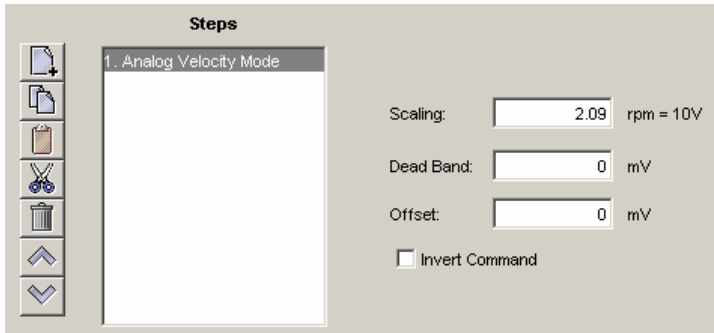 Steps
1. Analog Velocity Mode
Scaling: 2.09 rpm = 10V
Dead Band: 0 mV
Offset: 0 mV
Invert Command